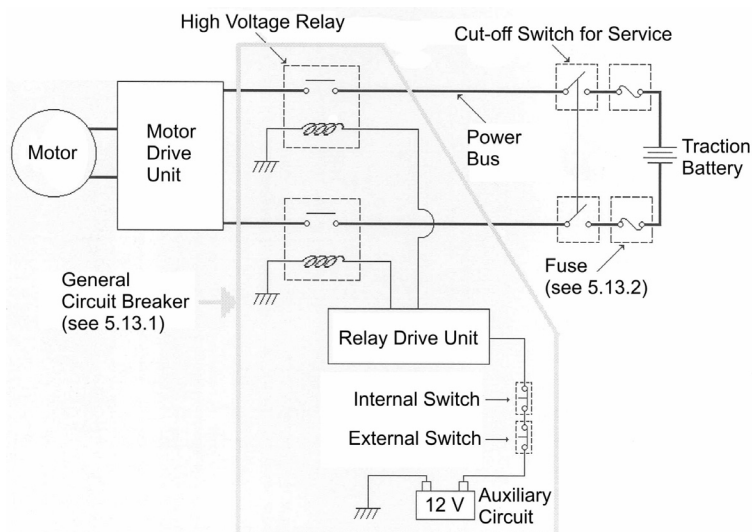 High Voltage Relay
Cut-off Switch for Service
Motor
Motor
Drive
Unit
Power
Bus
Traction
Battery
General
Circuit Breaker
(see 5.13.1)
Fuse
(see 5.13.2)
Relay Drive Unit
Internal Switch
External Switch
12 V
Auxiliary
Circuit